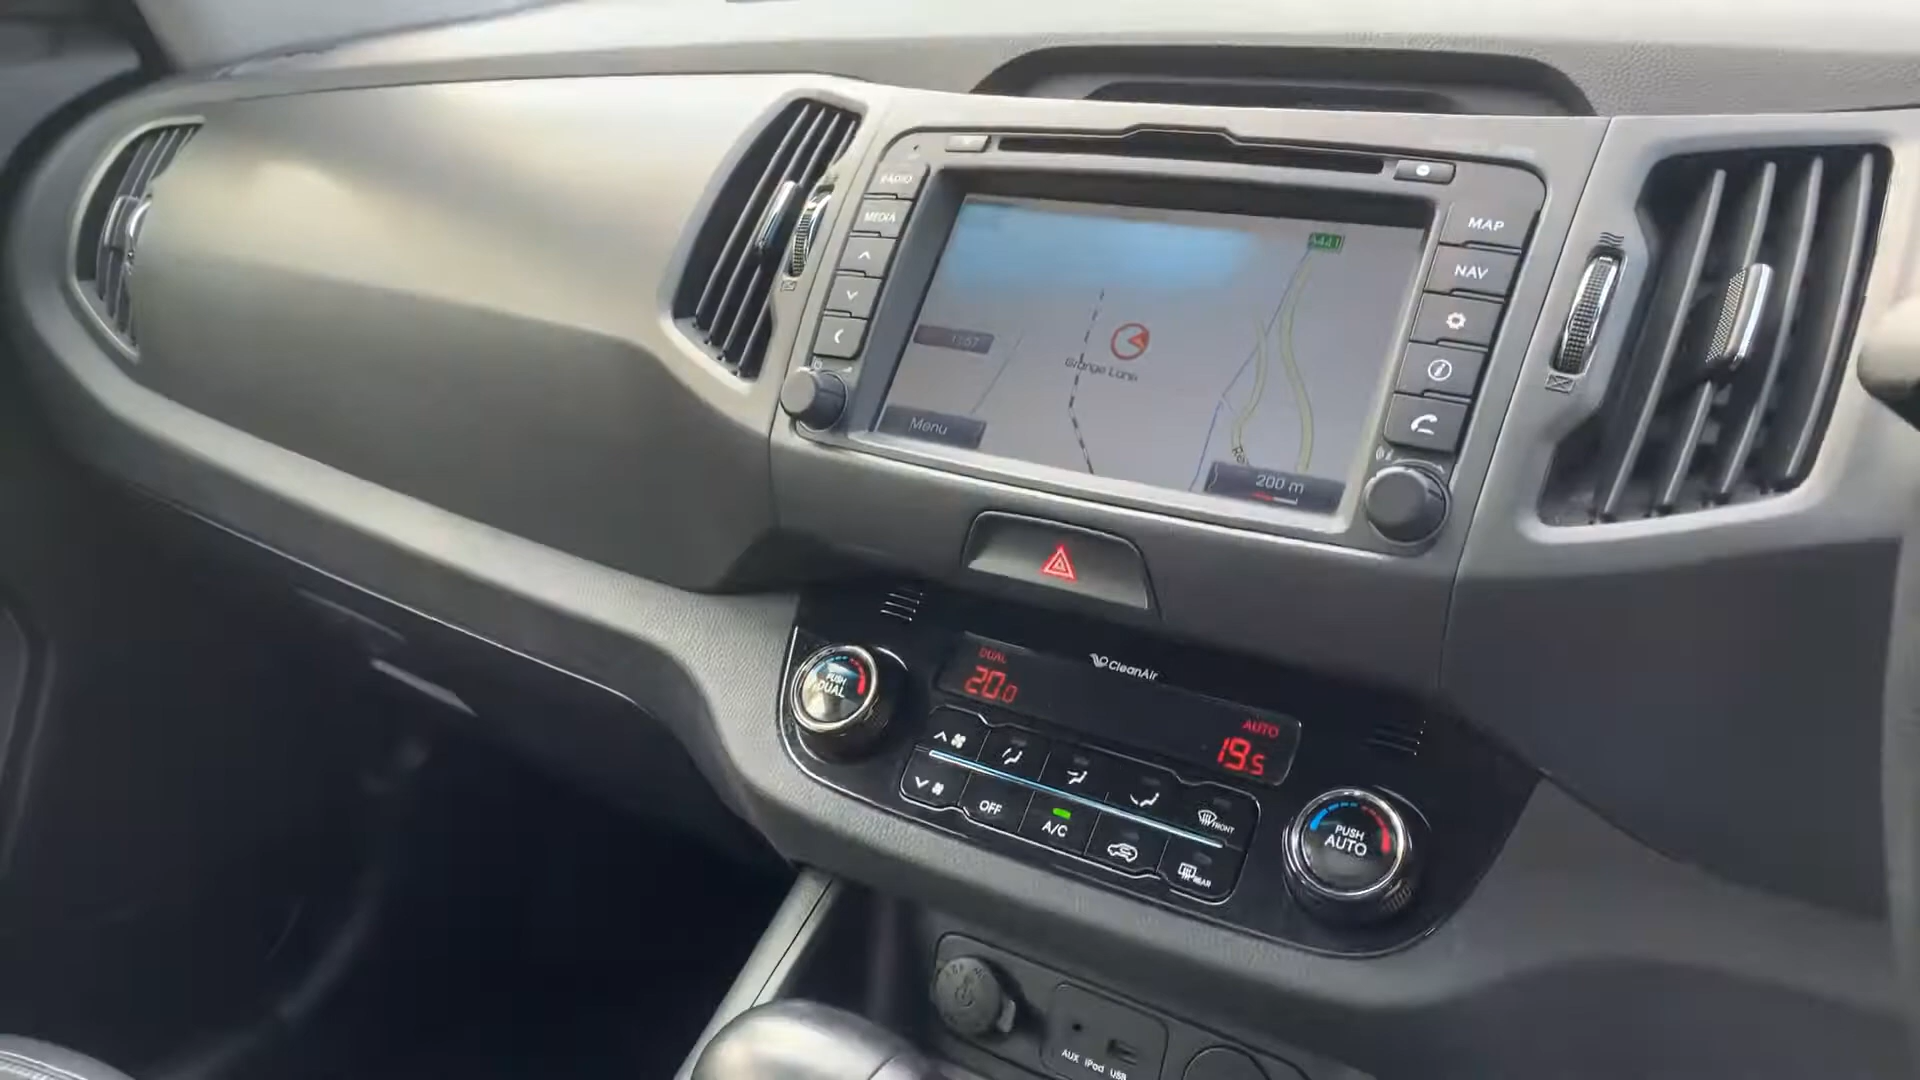 RADIO
MEDIA
MAP
NAV
A441
Grange Lane
Menu
200 m
DUAL
20.0
CleanAir
AUTO
19.5
PUSH
DUAL
OFF
A/C
FRONT
REAR
PUSH
AUTO
AUX iPod USB